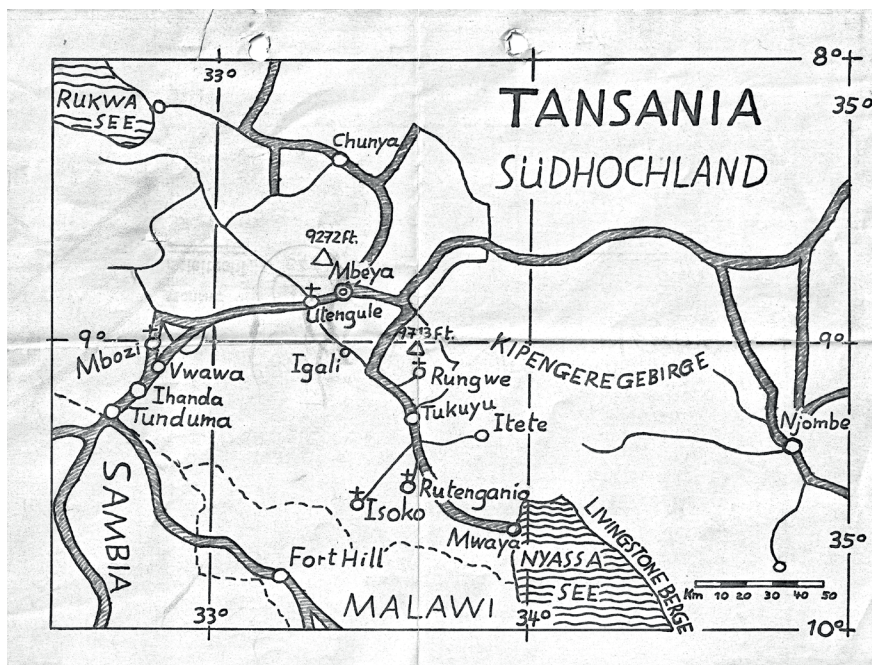 8°
33°
35°
RUKWA
SEE
TANSANIA
SÜDHOCHLAND
Chunya
9272 ft.
Mbeya
Utengule
9°
9713 ft.
9°
Mbozi
Igali
KIPENGEREGEBIRGE
Vwawa
Rungwe
Ihanda
Tunduma
Tukuyu
Itete
Njombe
SAMBIA
Rutenganio
Isoko
Mwaya
LIVINGSTONE BERGE
35°
Fort Hill
NYASSA
SEE
Km 10 20 30 40 50
33°
MALAWI
34°
10°